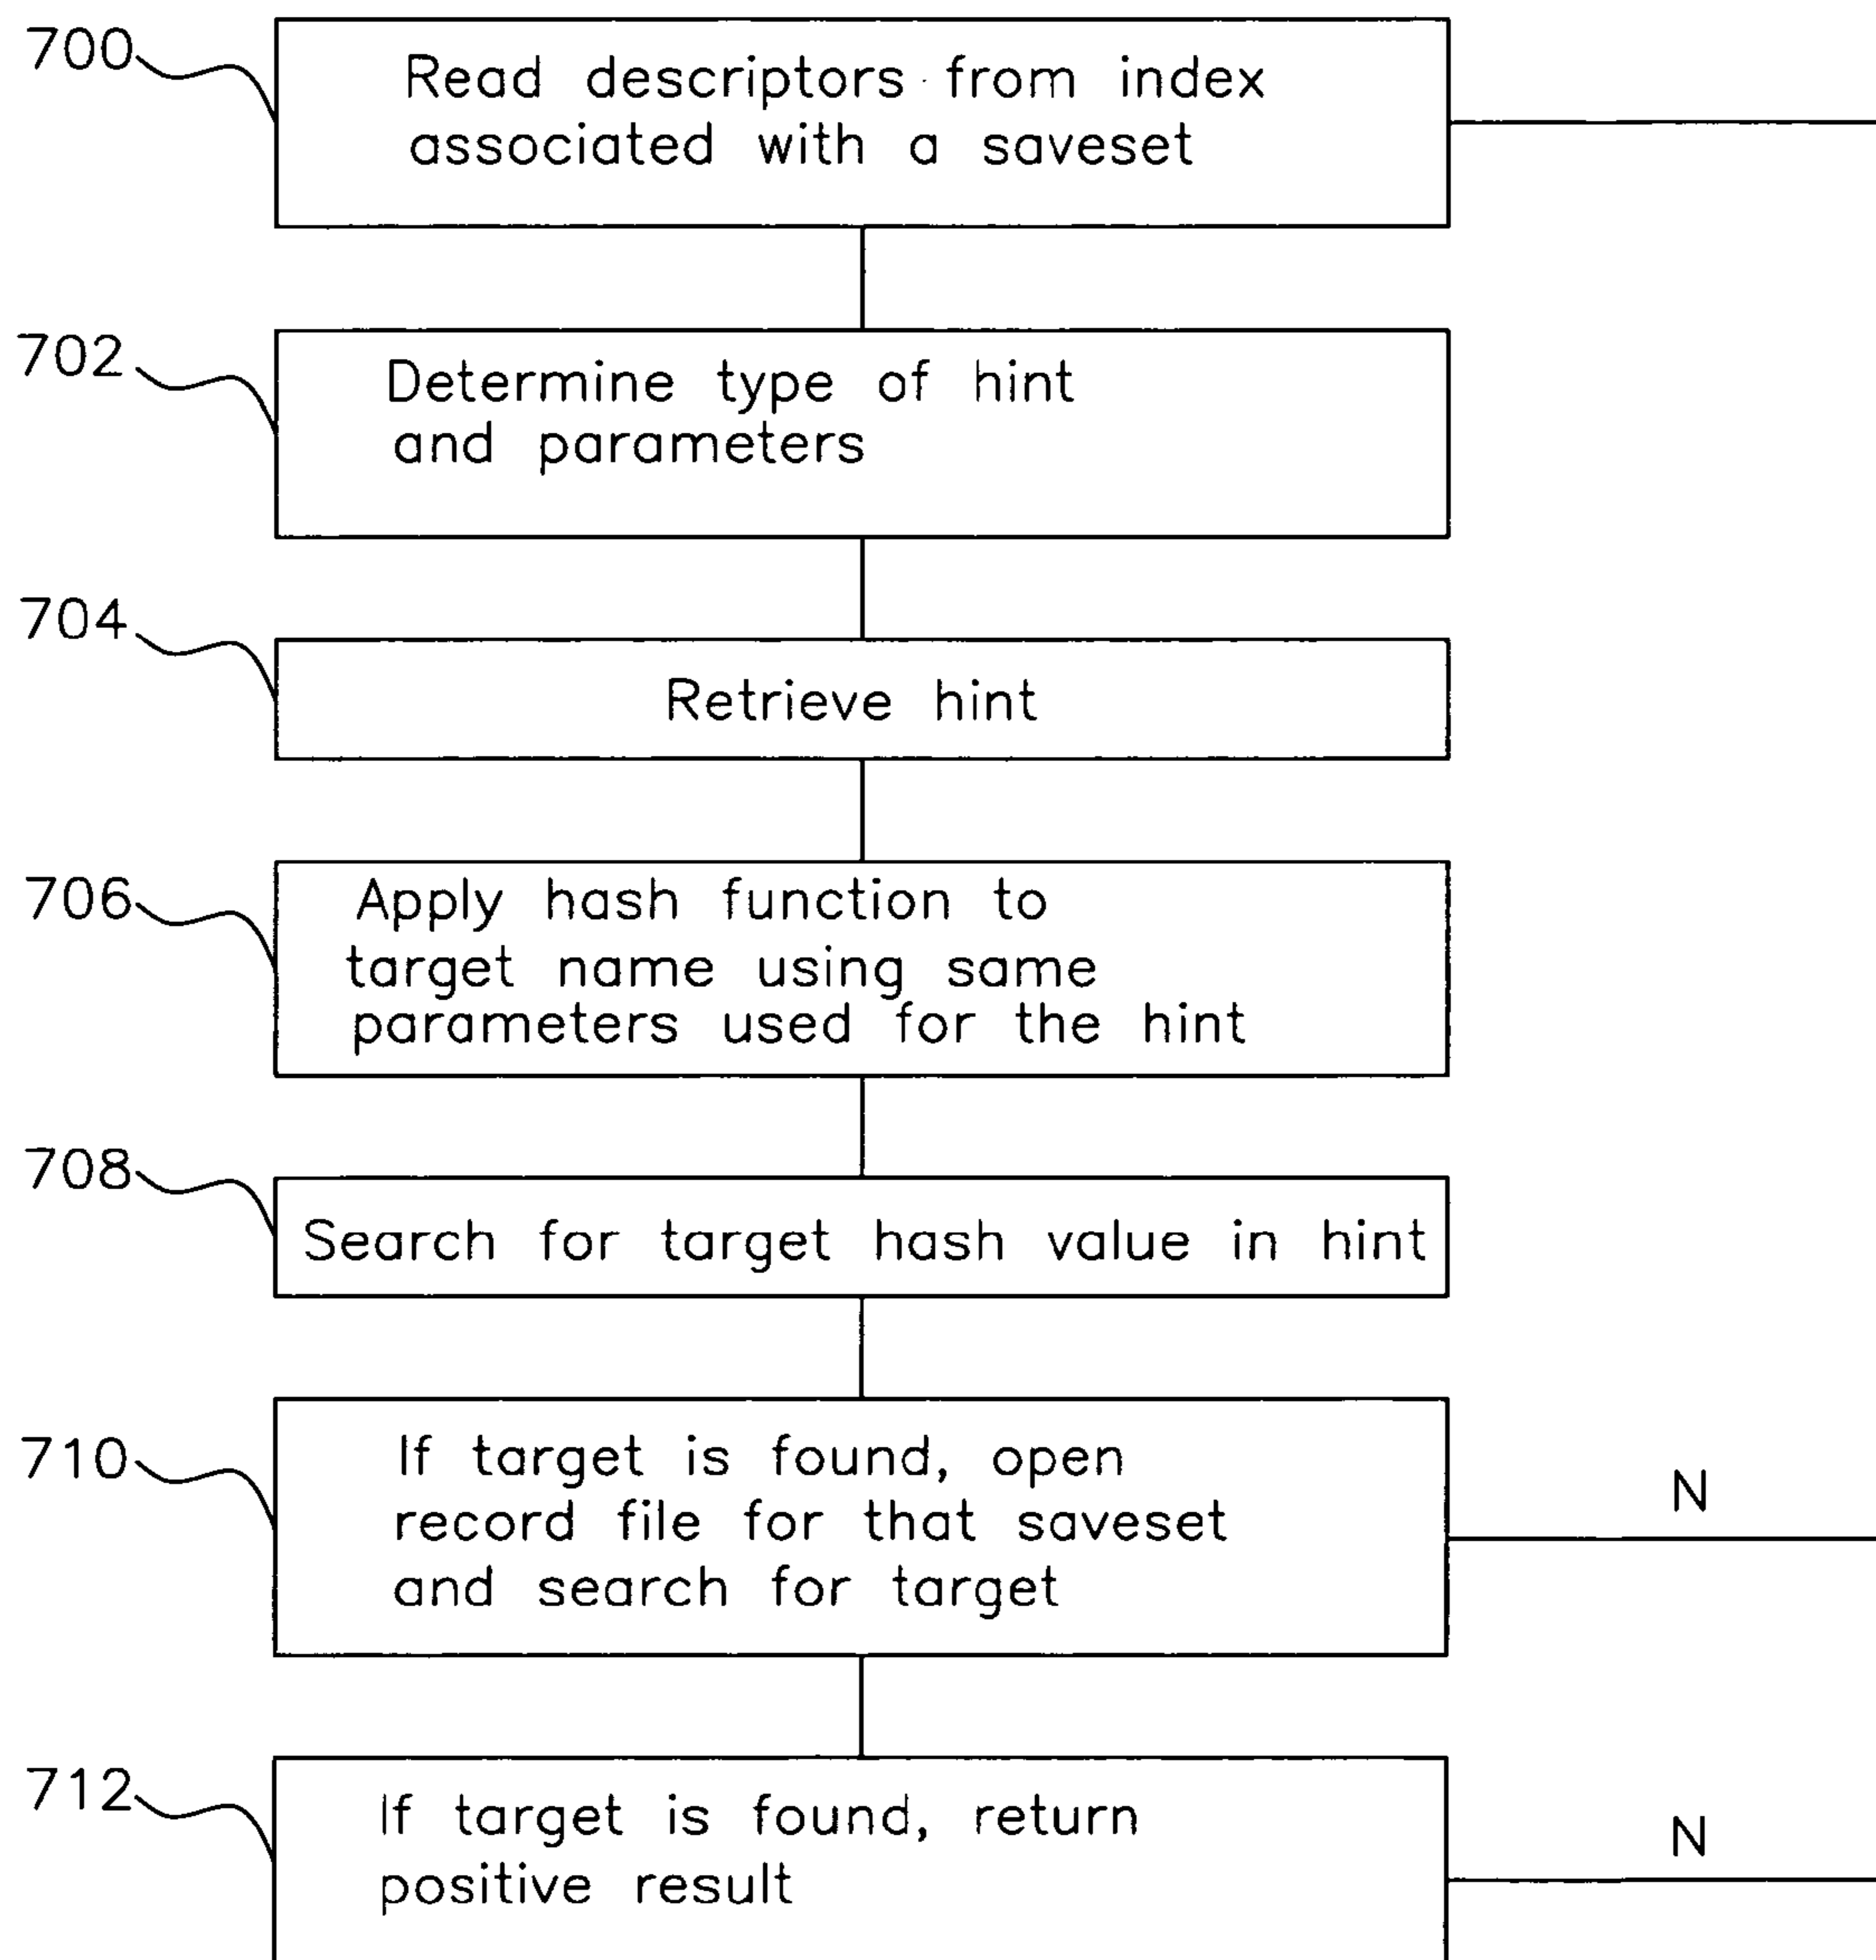 700
Read descriptors from index
associated with a saveset
702
Determine type of hint
and parameters
704
Retrieve hint
706
Apply hash function to
target name using same
parameters used for the hint
708
Search for target hash value in hint
710
If target is found, open
record file for that saveset
and search for target
N
712
If target is found, return
positive result
N